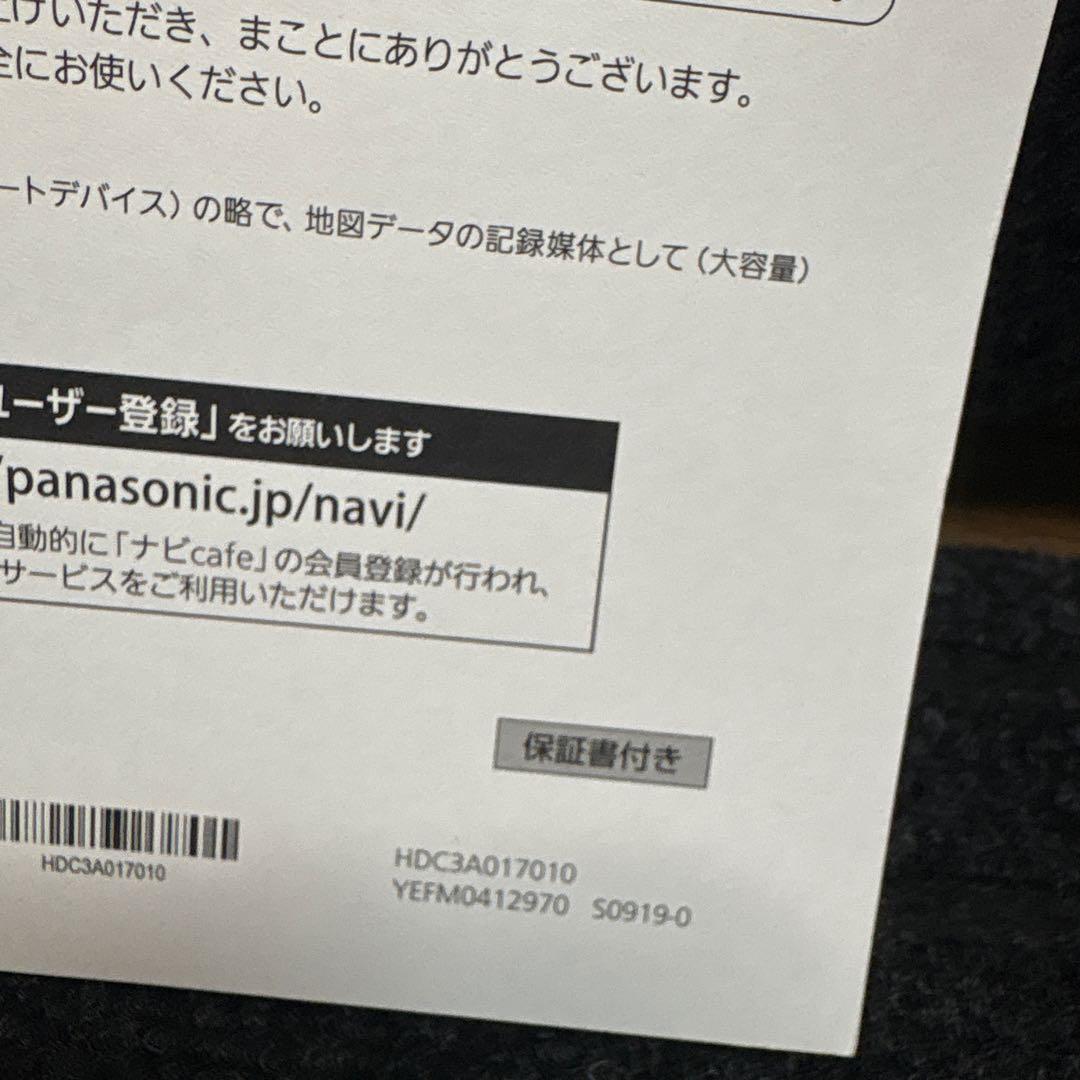 げいただき、まことにありがとうございます。
全にお使いください。
ートデバイス）の略で、地図データの記録媒体として（大容量）
ユーザー登録」をお願いします
/panasonic.jp/navi/
自動的に「ナビcafe」の会員登録が行われ、
サービスをご利用いただけます。
保証書付き
HDC3A017010
HDC3A017010
YEFM0412970 S0919-0